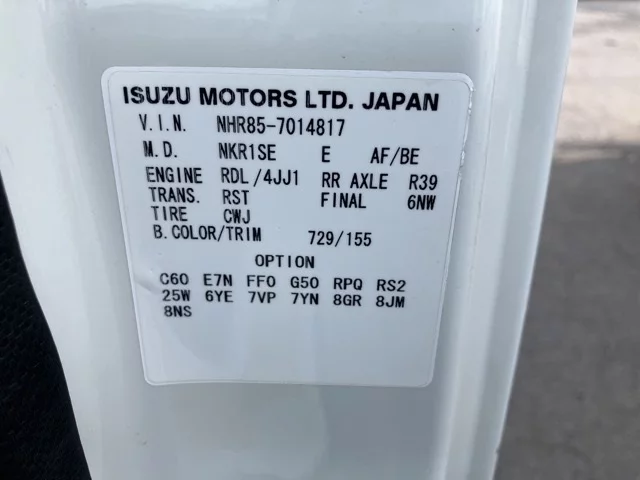 ISUZU MOTORS LTD. JAPAN
V.I.N. NHR85-7014817
M.D. NKR1SE E AF/BE
ENGINE RDL/4JJ1 RR AXLE R39
TRANS. RST FINAL 6NW
TIRE CWJ
B.COLOR/TRIM 729/155
OPTION
C60 E7N FF0 G50 RPQ RS2
25W 6YE 7VP 7YN 8GR 8JM
8NS